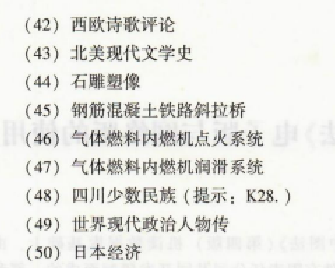 (42) 西欧诗歌评论
(43) 北美现代文学史
(44) 石雕塑像
(45) 钢筋混凝土铁路斜拉桥
(46) 气体燃料内燃机点火系统
(47) 气体燃料内燃机润滑系统
(48) 四川少数民族（提示：K28.）
(49) 世界现代政治人物传
(50) 日本经济